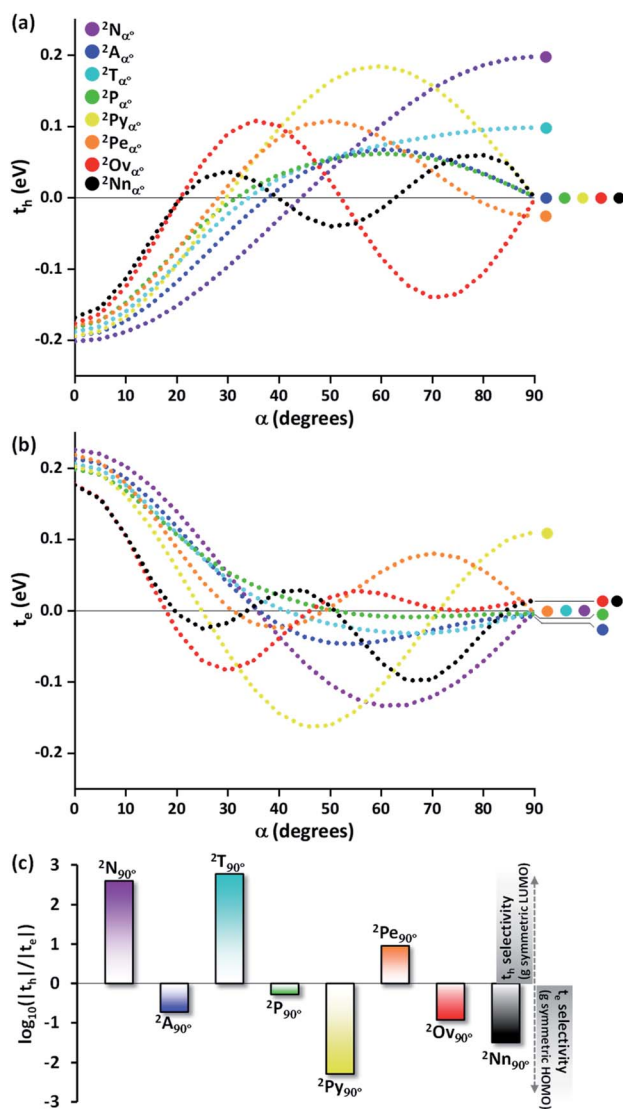 (a)
²Nα°
²Aα°
²Tα°
²Pα°
²Pyα°
²Peα°
²Ovα°
²Nnα°
0.2
0.1
0.0
-0.1
-0.2
th (eV)
0 10 20 30 40 50 60 70 80 90
α (degrees)
(b)
0.2
0.1
0.0
-0.1
-0.2
te (eV)
0 10 20 30 40 50 60 70 80 90
α (degrees)
(c)
3
2
1
0
-1
-2
-3
log10(|th|/|te|)
²N90°
²A90°
²T90°
²P90°
²Py90°
²Pe90°
²Ov90°
²Nn90°
th selectivity
(g symmetric LUMO)
te selectivity
(g symmetric HOMO)